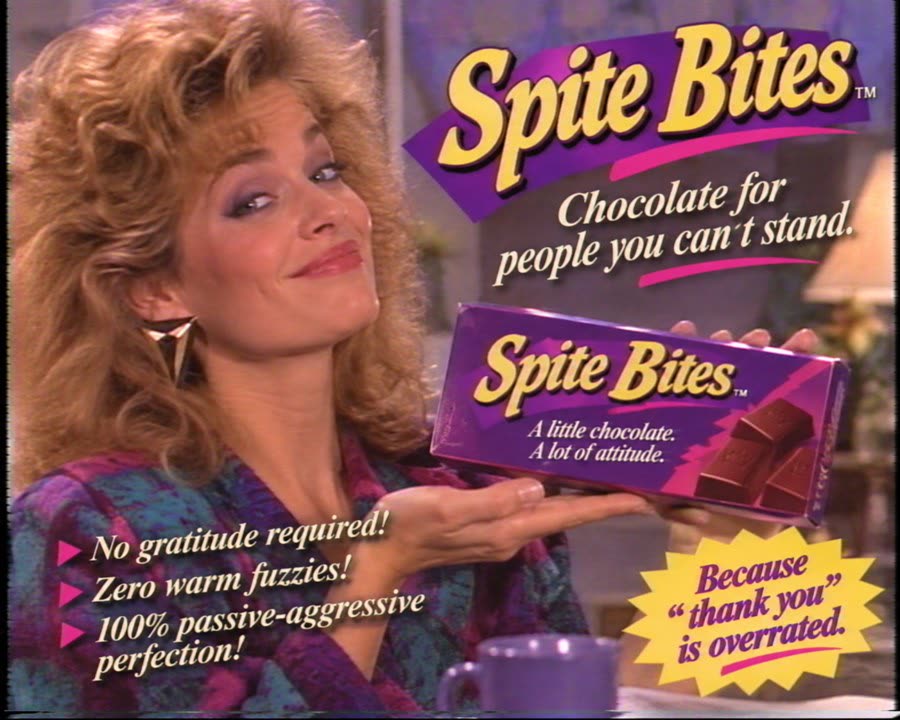 Spite Bites™
Chocolate for
people you can't stand.
Spite Bites™
A little chocolate.
A lot of attitude.
No gratitude required!
Zero warm fuzzies!
100% passive-aggressive
perfection!
Because
“thank you”
is overrated.